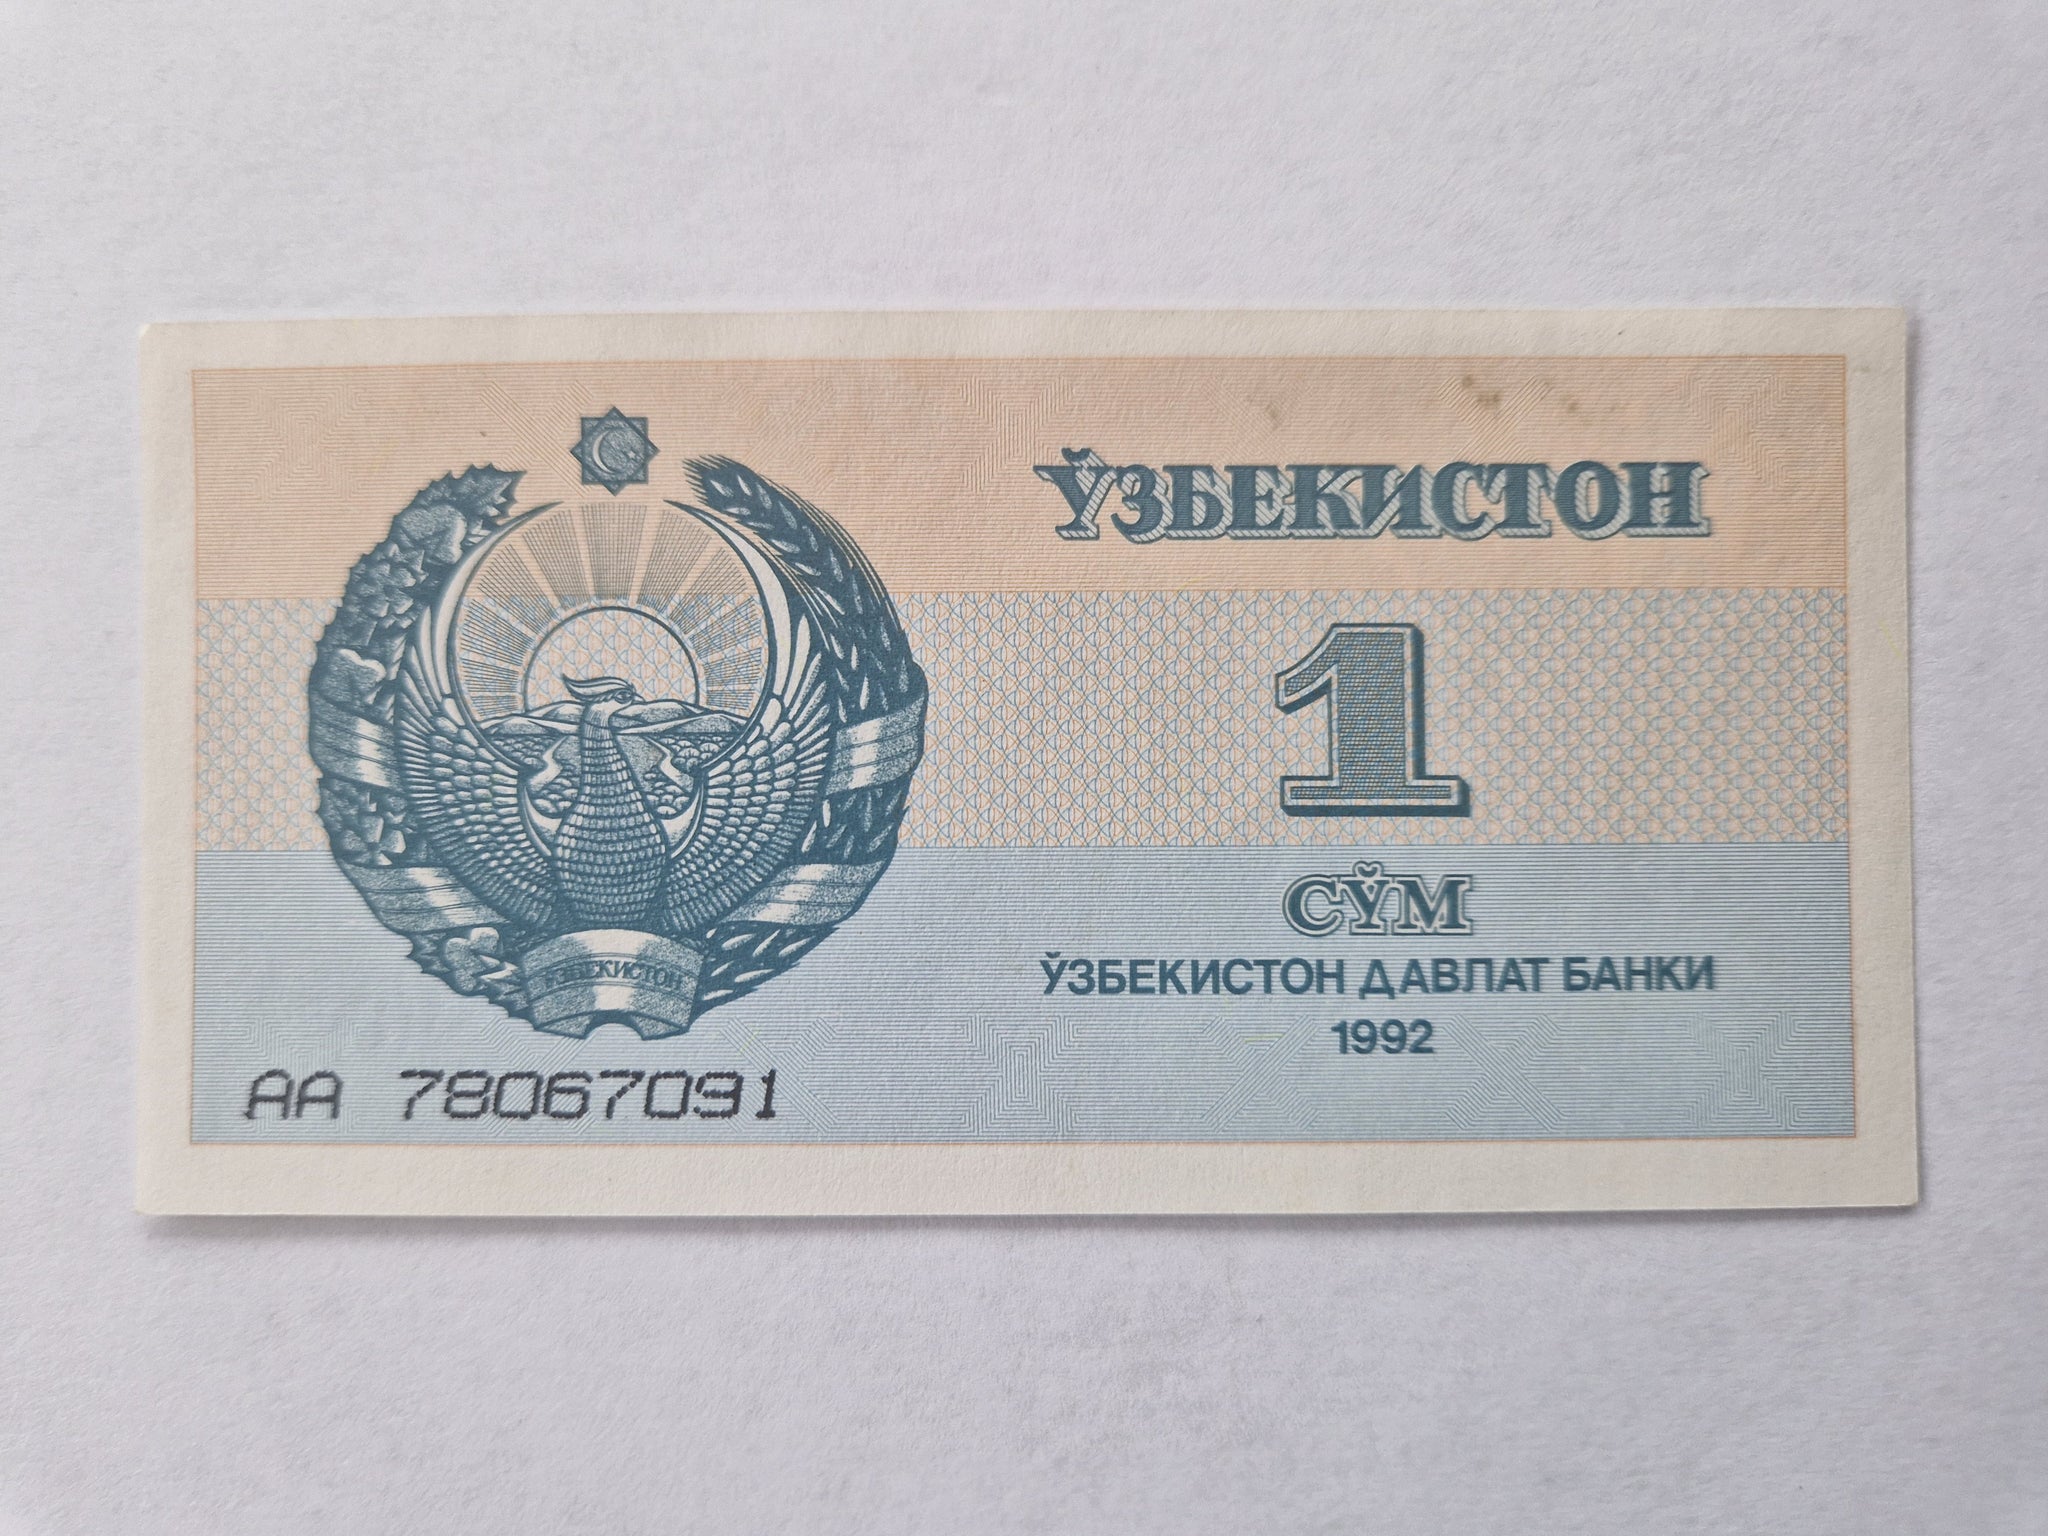 ЎЗБЕКИСТОН
1
СЎМ
ЎЗБЕКИСТОН ДАВЛАТ БАНКИ
1992
ЎЗБЕКИСТОН
AA 78067091